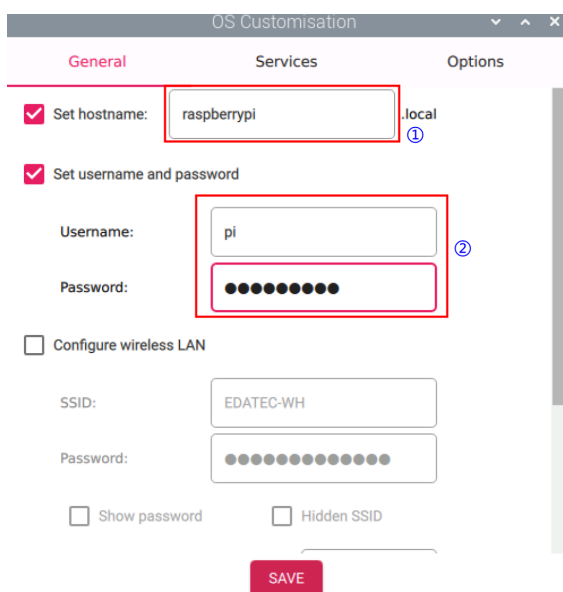 OS Customisation
General Services Options
Set hostname: raspberrypi .local
①
Set username and password
Username: pi
②
Password: ●●●●●●●●●
Configure wireless LAN
SSID: EDATEC-WH
Password: ●●●●●●●●●●●●●
Show password Hidden SSID
SAVE